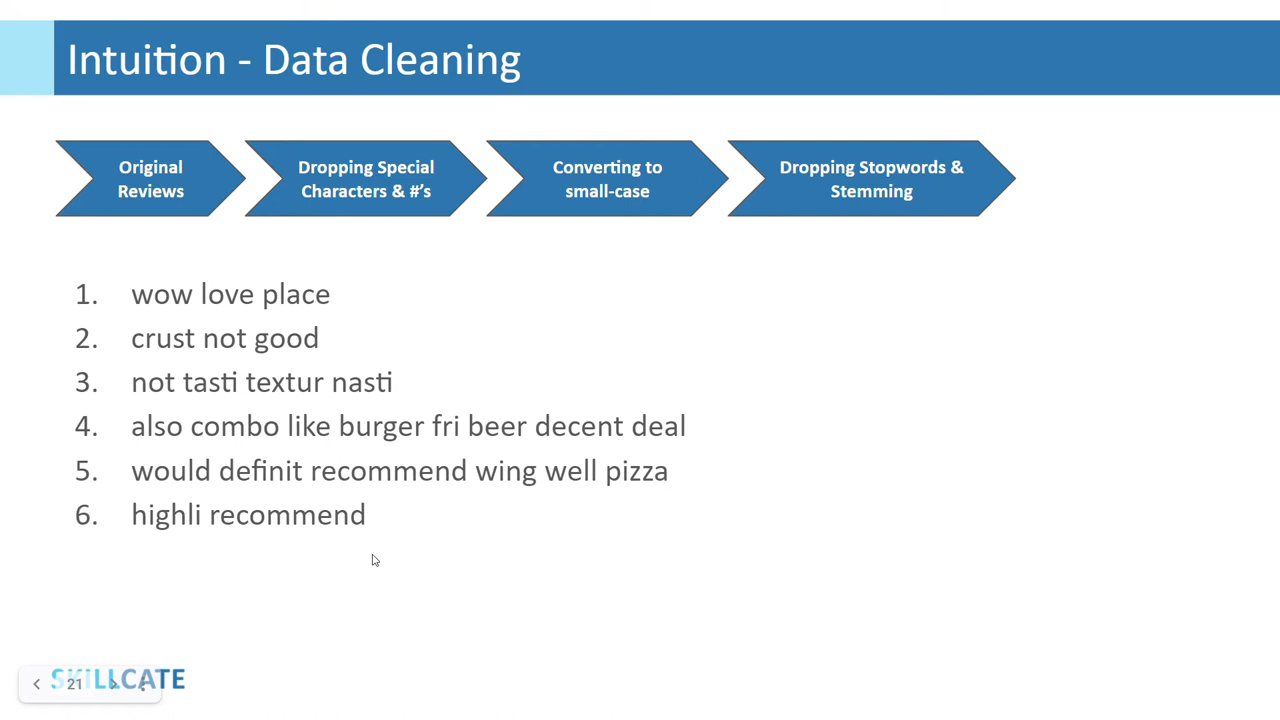 Intuition - Data Cleaning
Original
Reviews
Dropping Special
Characters & #'s
Converting to
small-case
Dropping Stopwords &
Stemming
1. wow love place
2. crust not good
3. not tasti textur nasti
4. also combo like burger fri beer decent deal
5. would definit recommend wing well pizza
6. highli recommend
SKILLCATE
21